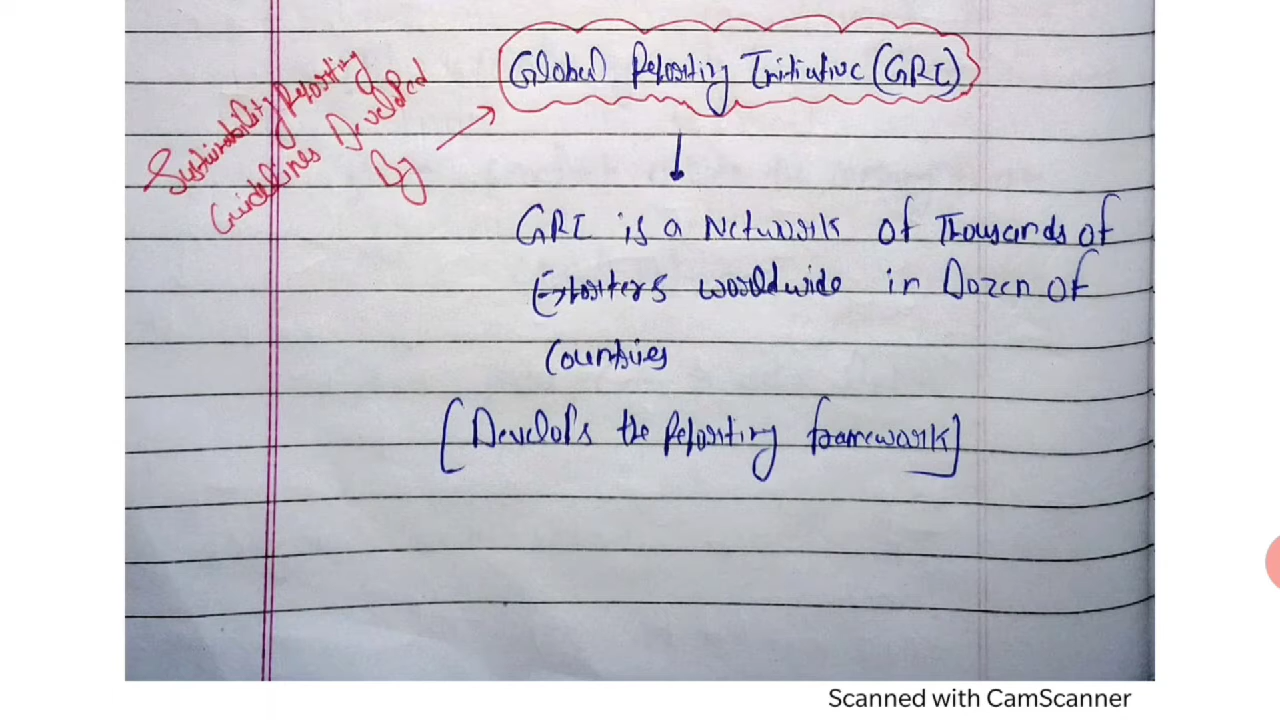 Global Reporting Initiative (GRI)
Sustainability Reporting
Guidelines Developed
By
GRI is a Network of Thousands of
worldwide in Dozen of
Countries
[Develops the Reporting framework]
Scanned with CamScanner